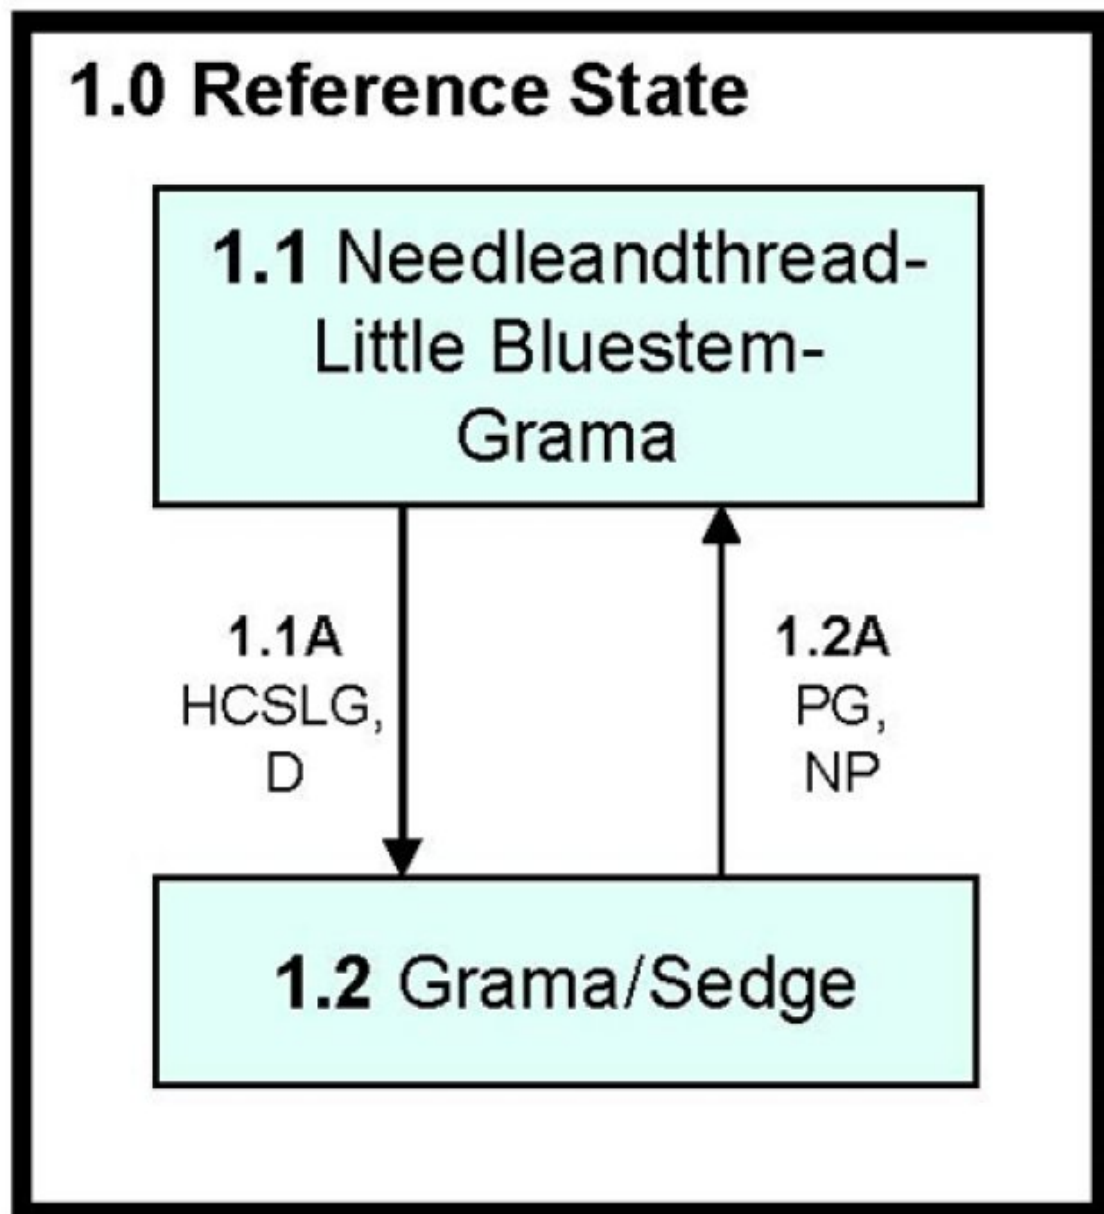 1.0 Reference State
1.1 Needleandthread-
Little Bluestem-
Grama
1.1A
HCSLG,
D
1.2A
PG,
NP
1.2 Grama/Sedge